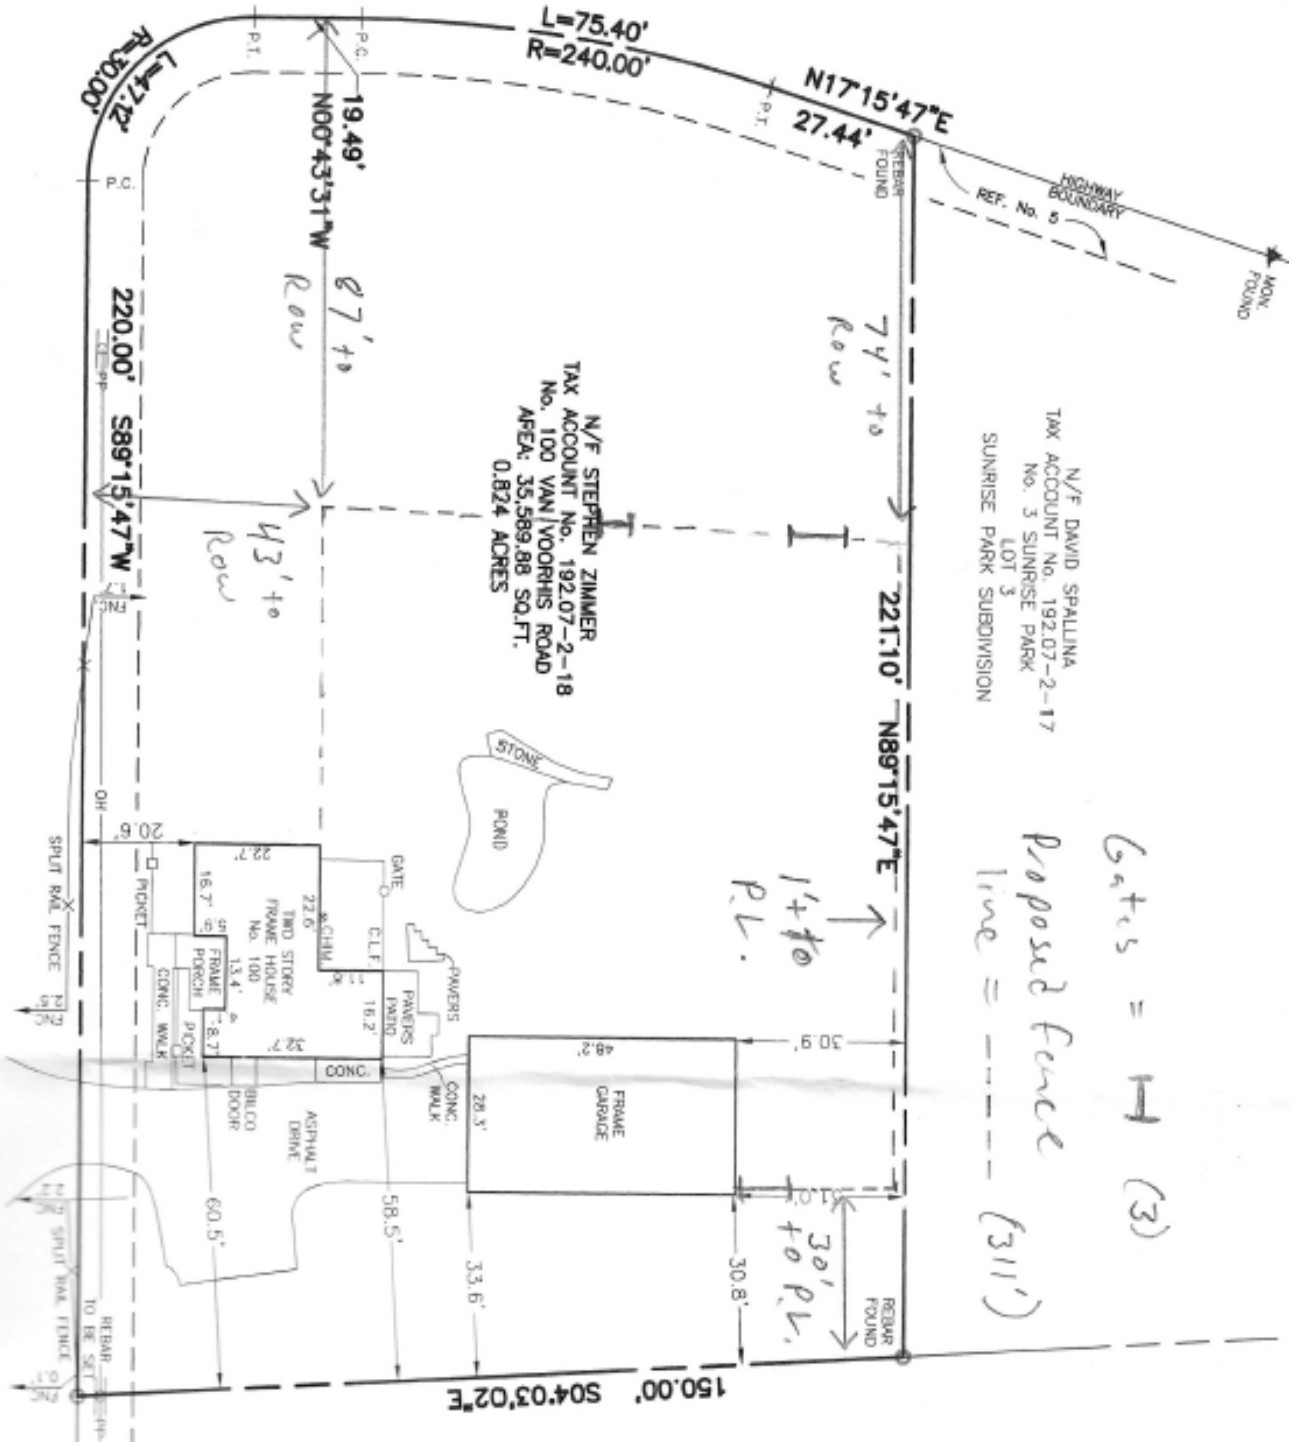 L=75.40'
R=240.00'
N17°15'47"E
27.44'
P.T.
P.C.
P.T.
19.49'
N00°43'31"W
L=47.12'
R=30.00'
P.C.
REBAR
FOUND
HIGHWAY
BOUNDARY
REF. No. 5
MON.
FOUND
87' to
Row
74' to
Row
43' to
Row
220.00' S89°15'47"W
N/F STEPHEN ZIMMER
TAX ACCOUNT No. 192.07-2-18
No. 100 VAN VOORHIS ROAD
AREA: 35,589.88 SQ.FT.
0.824 ACRES
N/F DAVID SPALLINA
TAX ACCOUNT No. 192.07-2-17
No. 3 SUNRISE PARK
LOT 3
SUNRISE PARK SUBDIVISION
221.10' N89°15'47"E
Gates = (3)
Proposed fence
line = ------ (311')
1'+ to
P.L.
STONE
POND
OH
SPLIT RAIL FENCE
20.6'
PICKET
22.7'
16.7'
22.6'
GATE
C.L.F.
CHIM.
TWO STORY
FRAME HOUSE
No. 100
FRAME
PORCH
13.4'
8.7'
32.7'
16.2'
PAVERS
PAVERS
PATIO
CONC. WALK
PICKET
CONC.
CONC.
WALK
BILCO
DOOR
ASPHALT
DRIVE
48.2'
28.3'
FRAME
GARAGE
30.9'
31.0'
30'
to P.L.
60.5'
58.5'
33.6'
30.8'
REBAR
FOUND
SPLIT RAIL FENCE
REBAR
TO BE SET
FNC
0.1'
150.00' S04°03'02"E